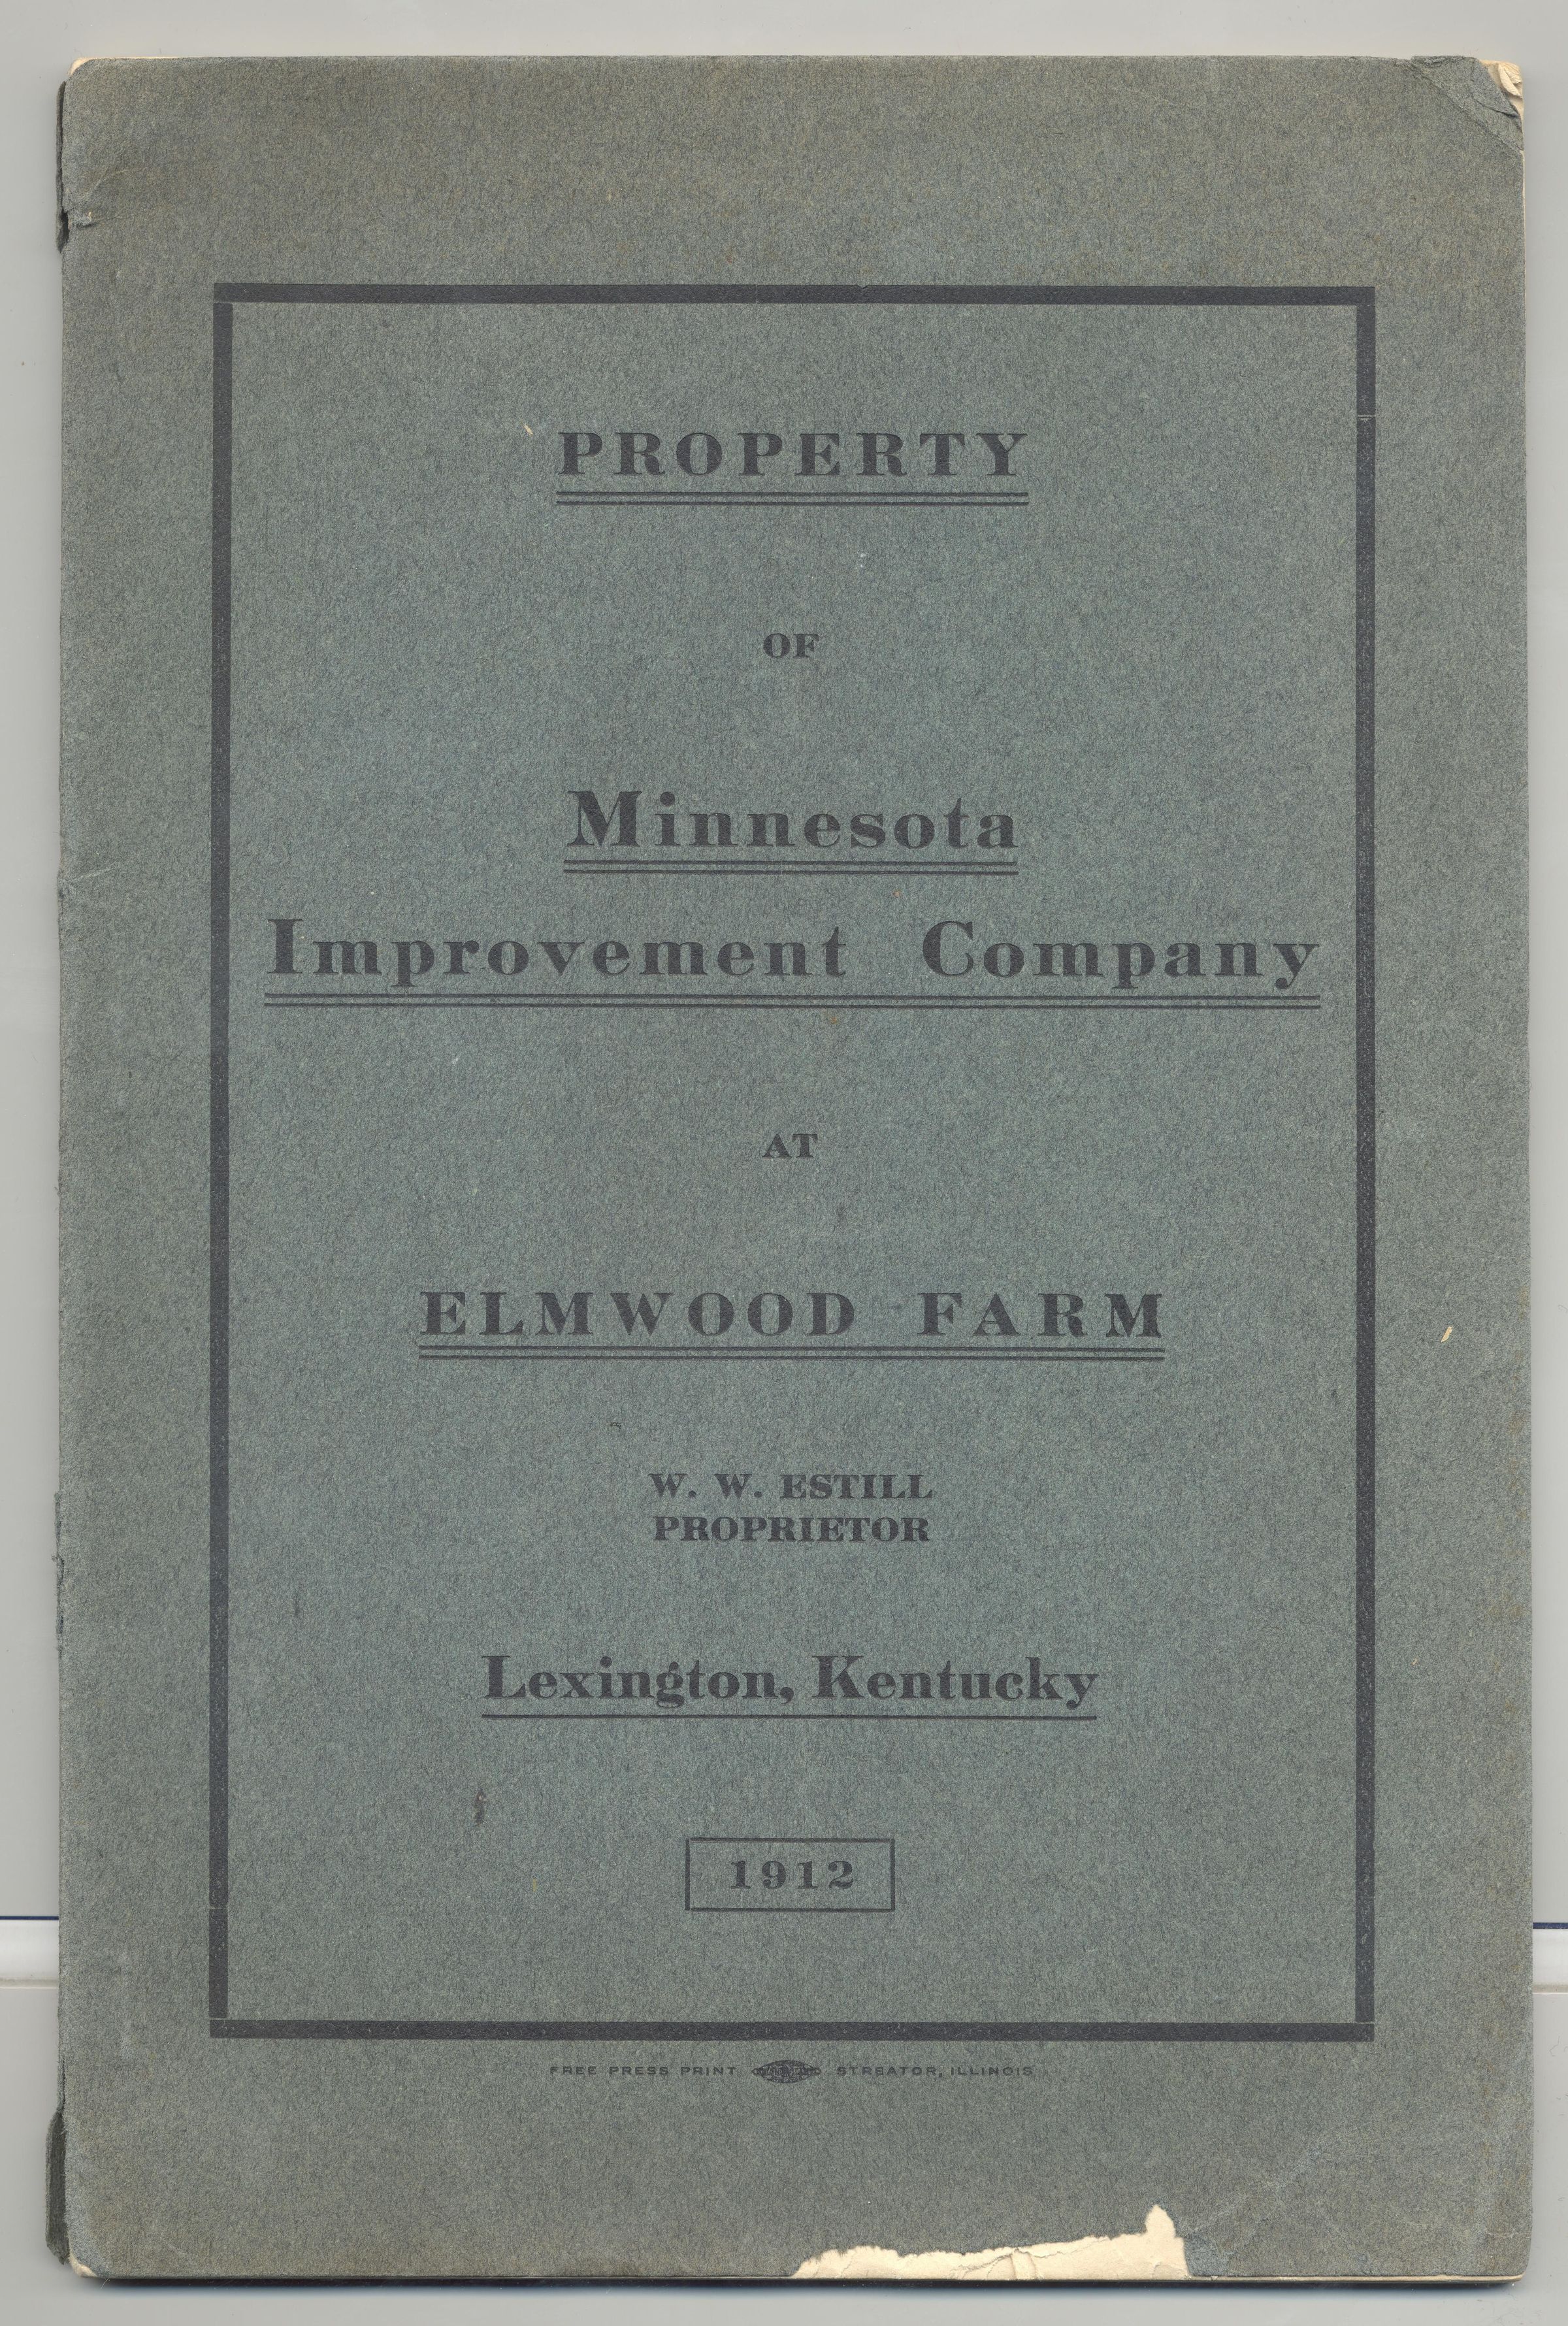 PROPERTY
OF
Minnesota
Improvement Company
AT
ELMWOOD FARM
W. W. ESTILL
PROPRIETOR
Lexington, Kentucky
1912
FREE PRESS PRINT STREATOR, ILLINOIS